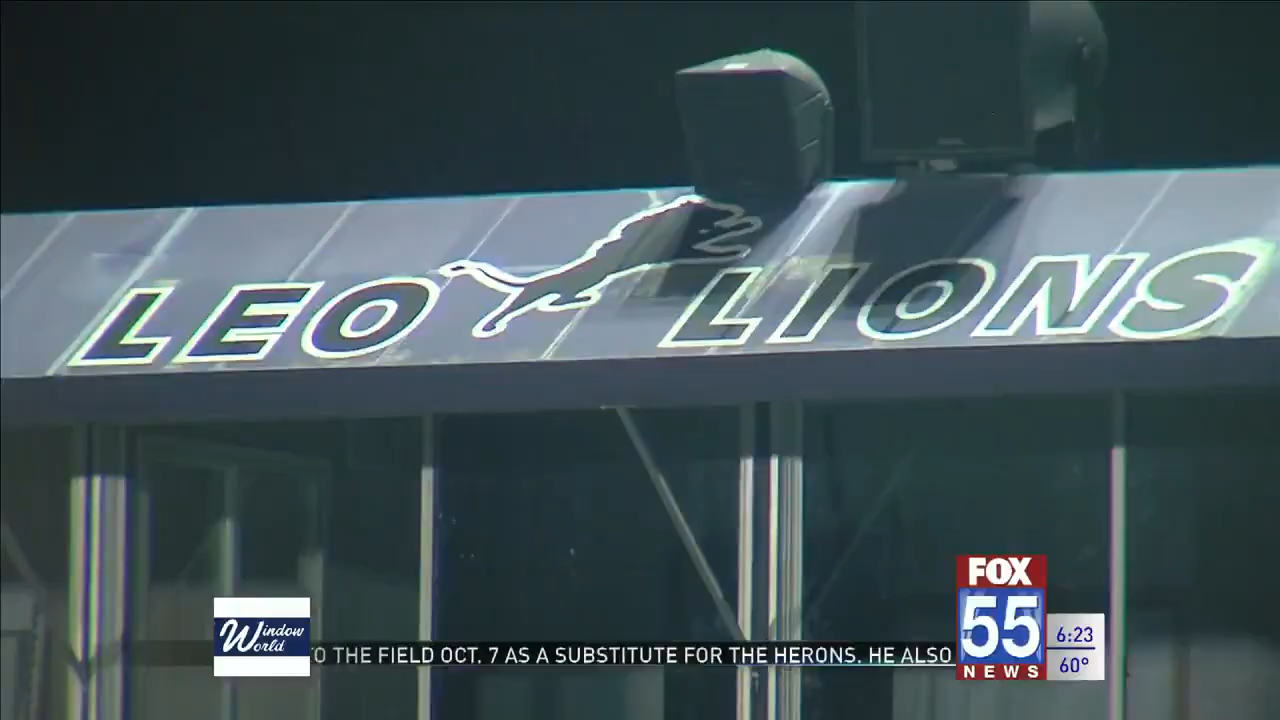 LEO LIONS
Window
World
O THE FIELD OCT. 7 AS A SUBSTITUTE FOR THE HERONS. HE ALSO
FOX
55
NEWS
6:23
60°